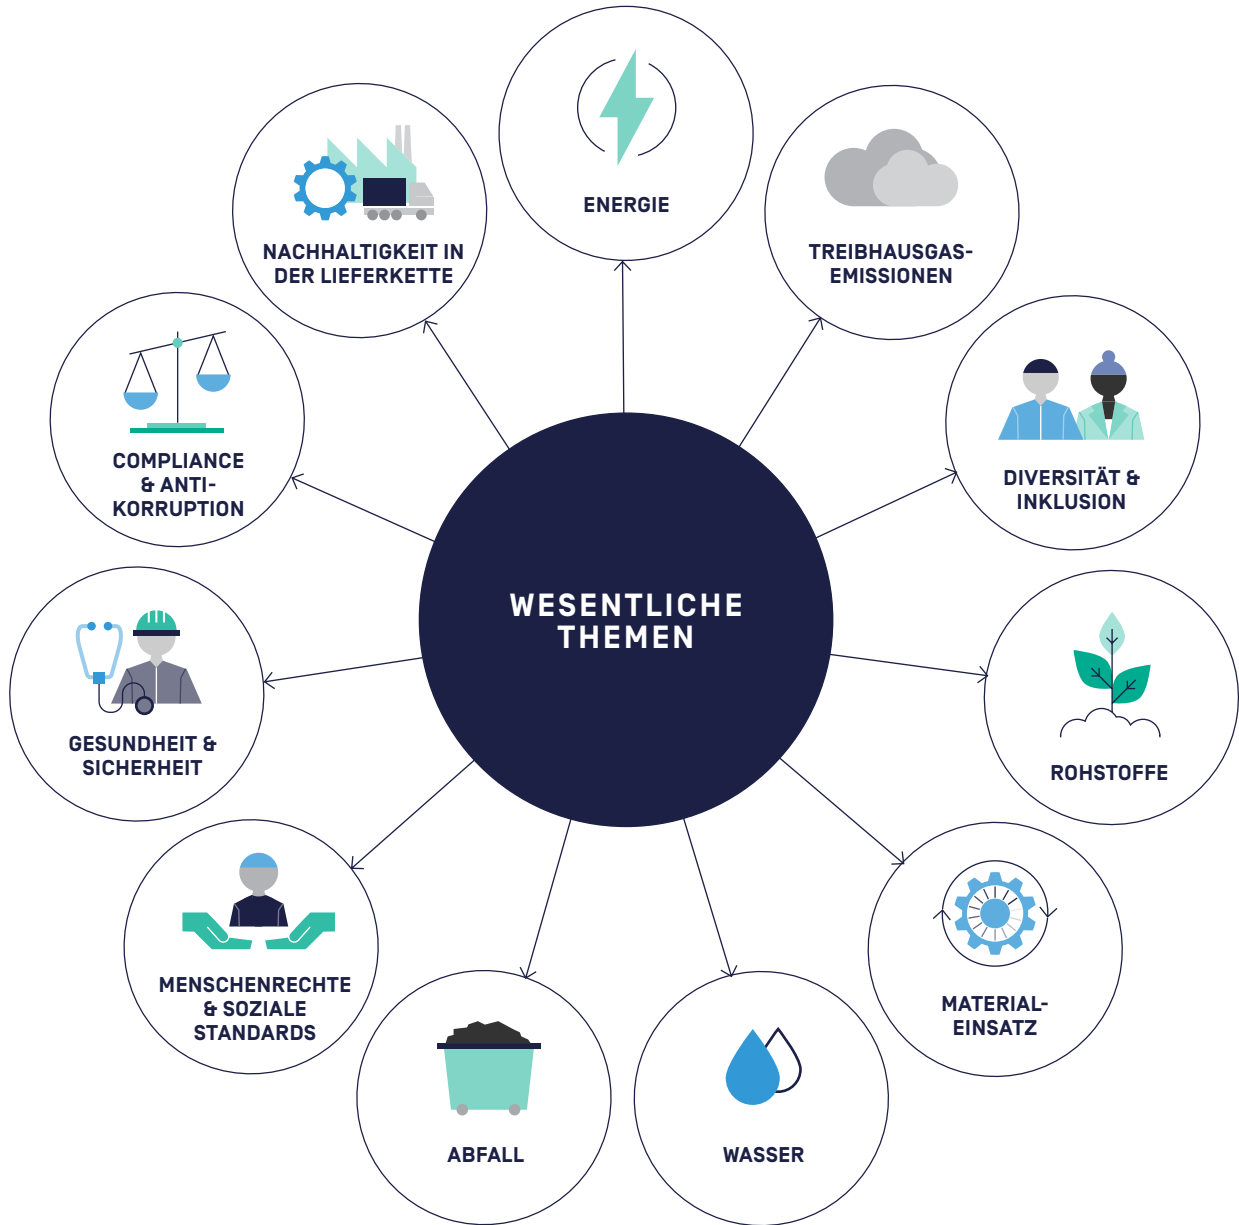 ENERGIE
TREIBHAUSGAS-
EMISSIONEN
DIVERSITÄT &
INKLUSION
ROHSTOFFE
MATERIAL-
EINSATZ
WASSER
ABFALL
MENSCHENRECHTE
& SOZIALE
STANDARDS
GESUNDHEIT &
SICHERHEIT
COMPLIANCE
& ANTI-
KORRUPTION
NACHHALTIGKEIT IN
DER LIEFERKETTE
WESENTLICHE
THEMEN